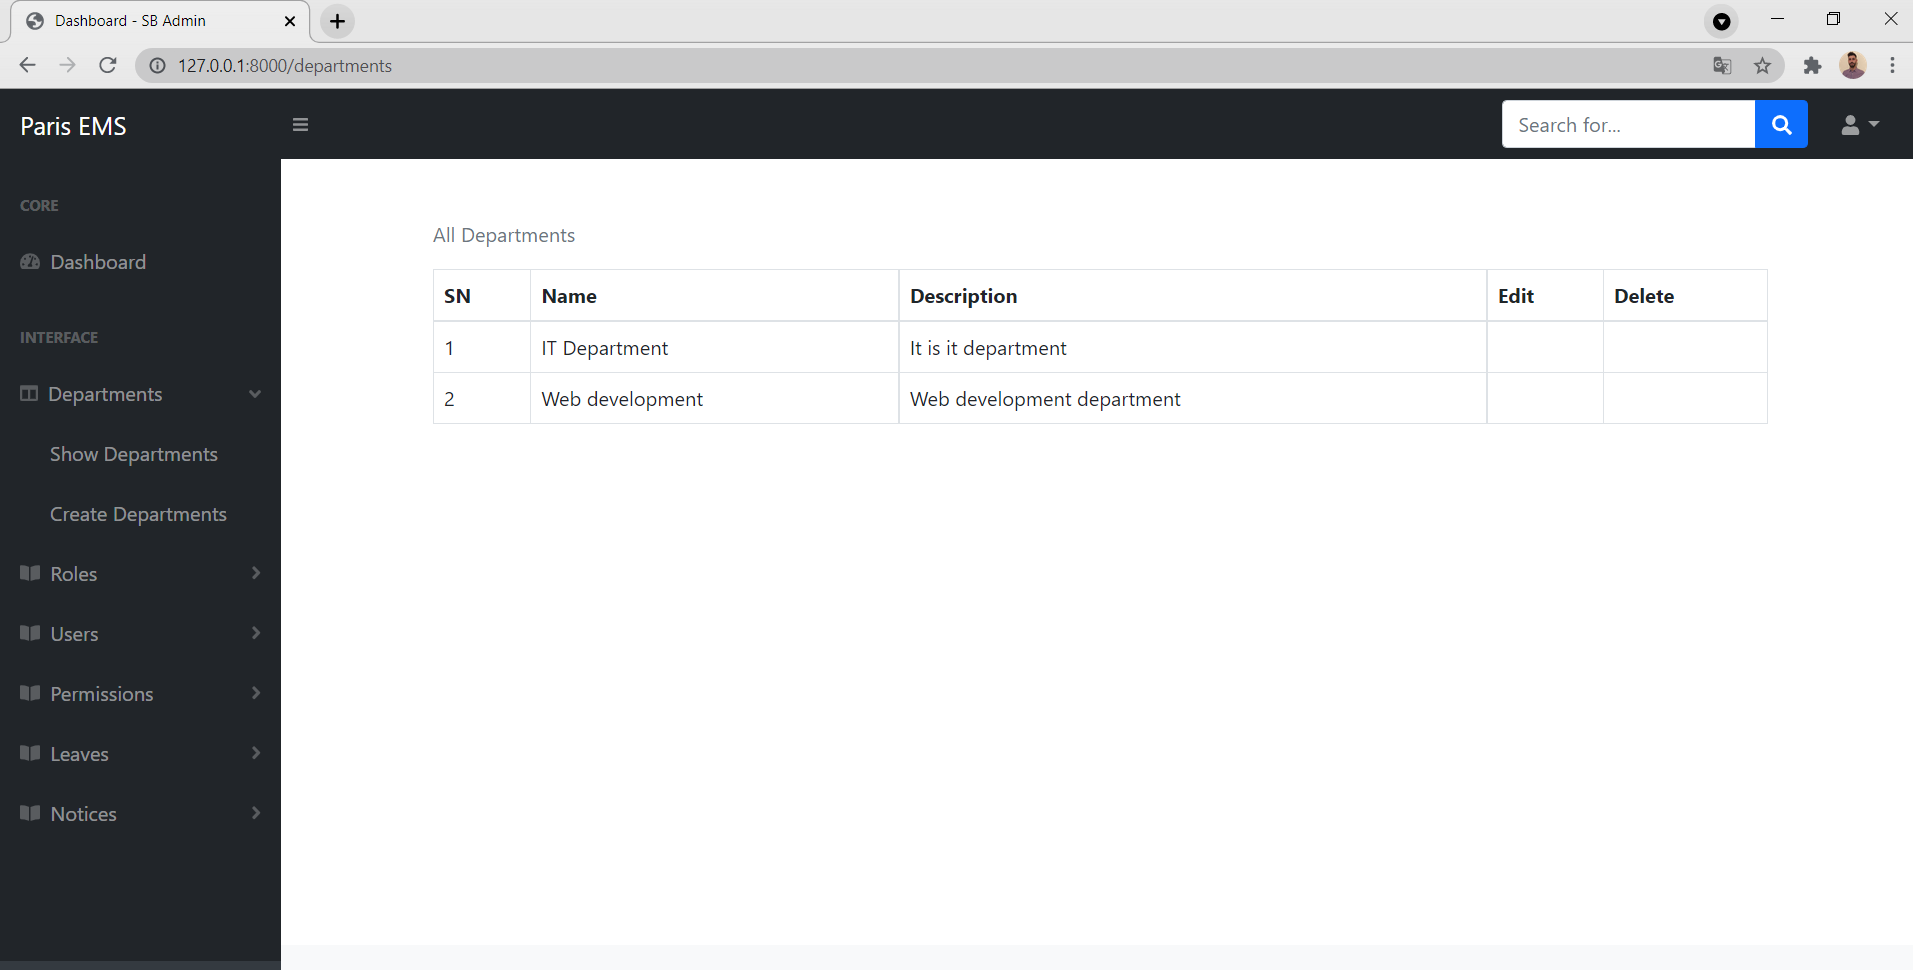 Dashboard - SB Admin
127.0.0.1:8000/departments
Paris EMS
Search for...
CORE
Dashboard
INTERFACE
Departments
Show Departments
Create Departments
Roles
Users
Permissions
Leaves
Notices
All Departments
SN Name Description Edit Delete
1 IT Department It is it department
2 Web development Web development department